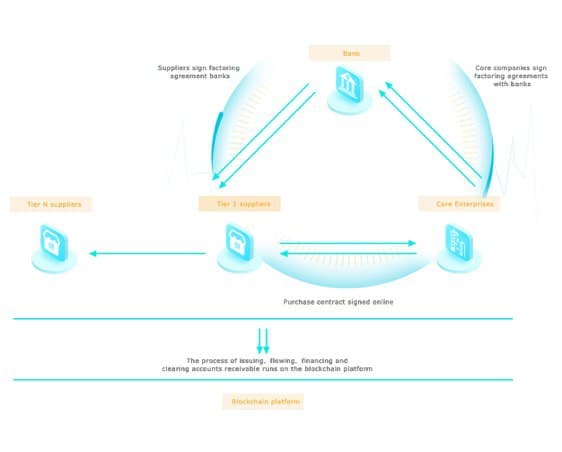 Bank
Suppliers sign factoring
agreement banks
Core companies sign
factoring agreements
with banks
Tier N suppliers
Tier 1 suppliers
Core Enterprises
Purchase contract signed online
The process of issuing, flowing, financing and
clearing accounts receivable runs on the blockchain platform
Blockchain platform